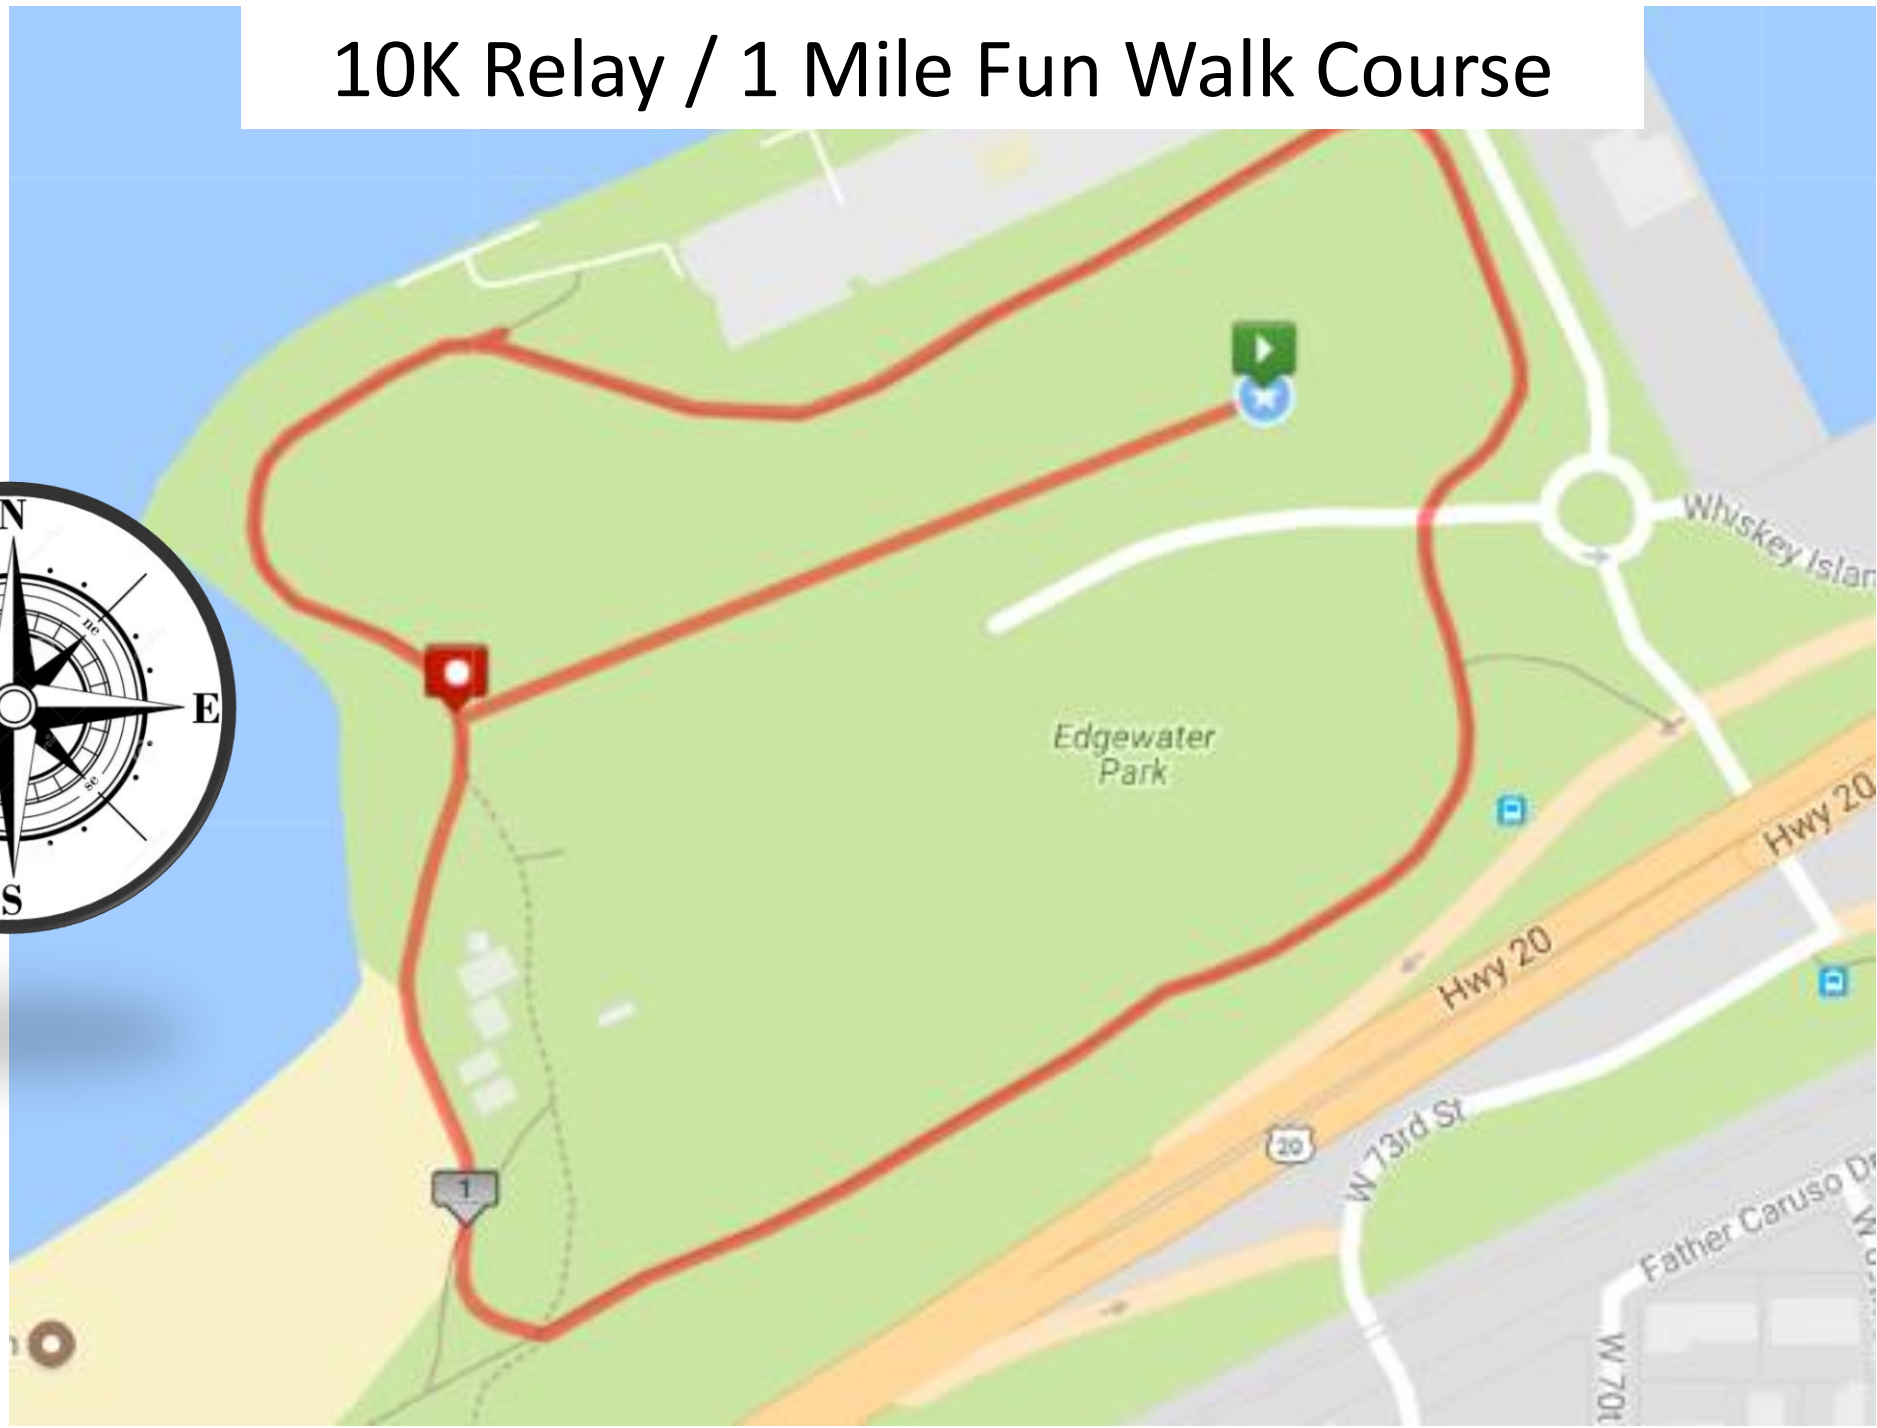 10K Relay / 1 Mile Fun Walk Course
N
ne
E
se
S
Whiskey Islan
Edgewater
Park
Hwy 20
Hwy 20
20
1
W 73rd St
Father Caruso Dr
W 70t